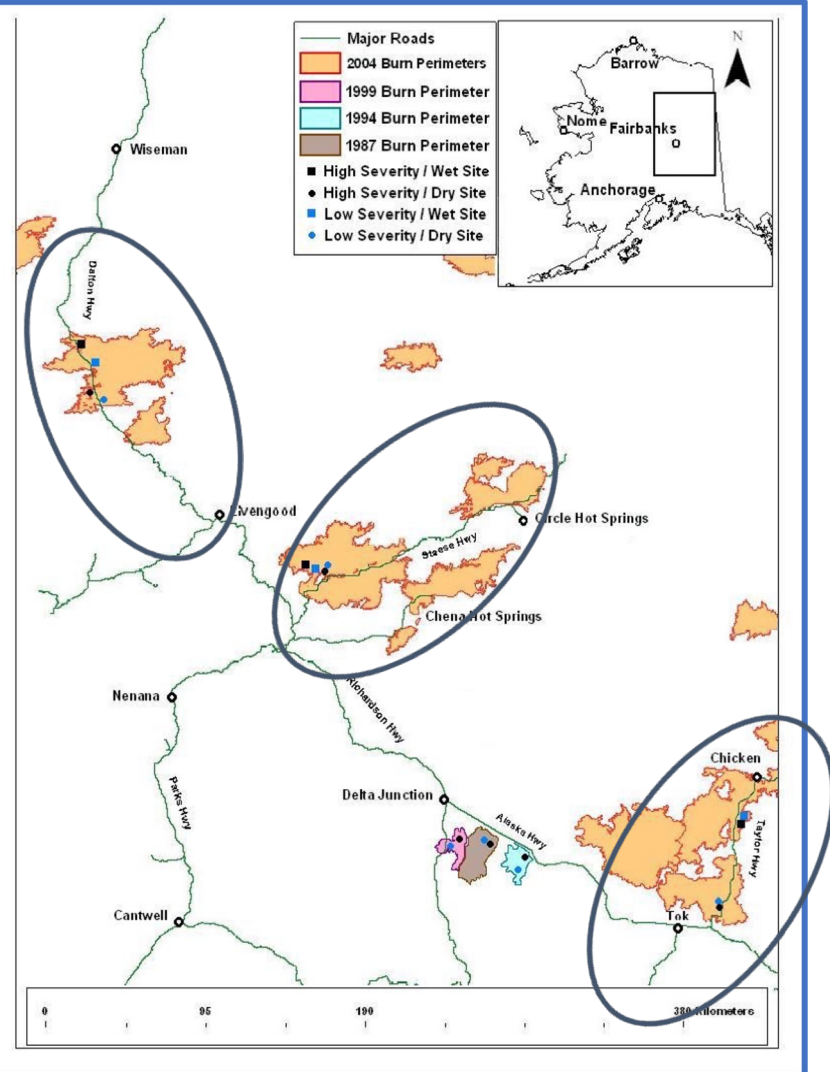 Major Roads
2004 Burn Perimeters
1999 Burn Perimeter
1994 Burn Perimeter
1987 Burn Perimeter
High Severity / Wet Site
High Severity / Dry Site
Low Severity / Wet Site
Low Severity / Dry Site
N
Barrow
Nome
Fairbanks
Anchorage
Wiseman
Dalton Hwy
Livengood
Circle Hot Springs
Steese Hwy
Chena Hot Springs
Nenana
Richardson Hwy
Parks Hwy
Delta Junction
Alaska Hwy
Chicken
Taylor Hwy
Cantwell
Tok
0 95 190 380 Kilometers